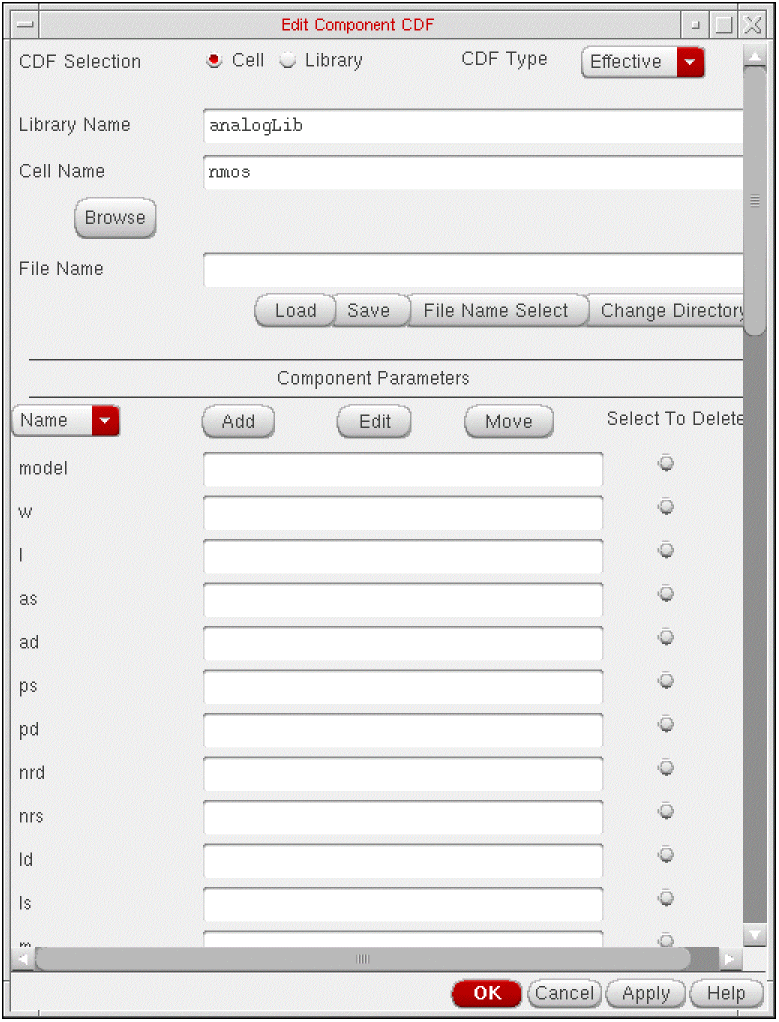 Edit Component CDF
CDF Selection Cell Library CDF Type Effective
Library Name analogLib
Cell Name nmos
Browse
File Name
Load Save File Name Select Change Directory
Component Parameters
Name Add Edit Move Select To Delete
model
w
l
as
ad
ps
pd
nrd
nrs
ld
ls
m
OK Cancel Apply Help